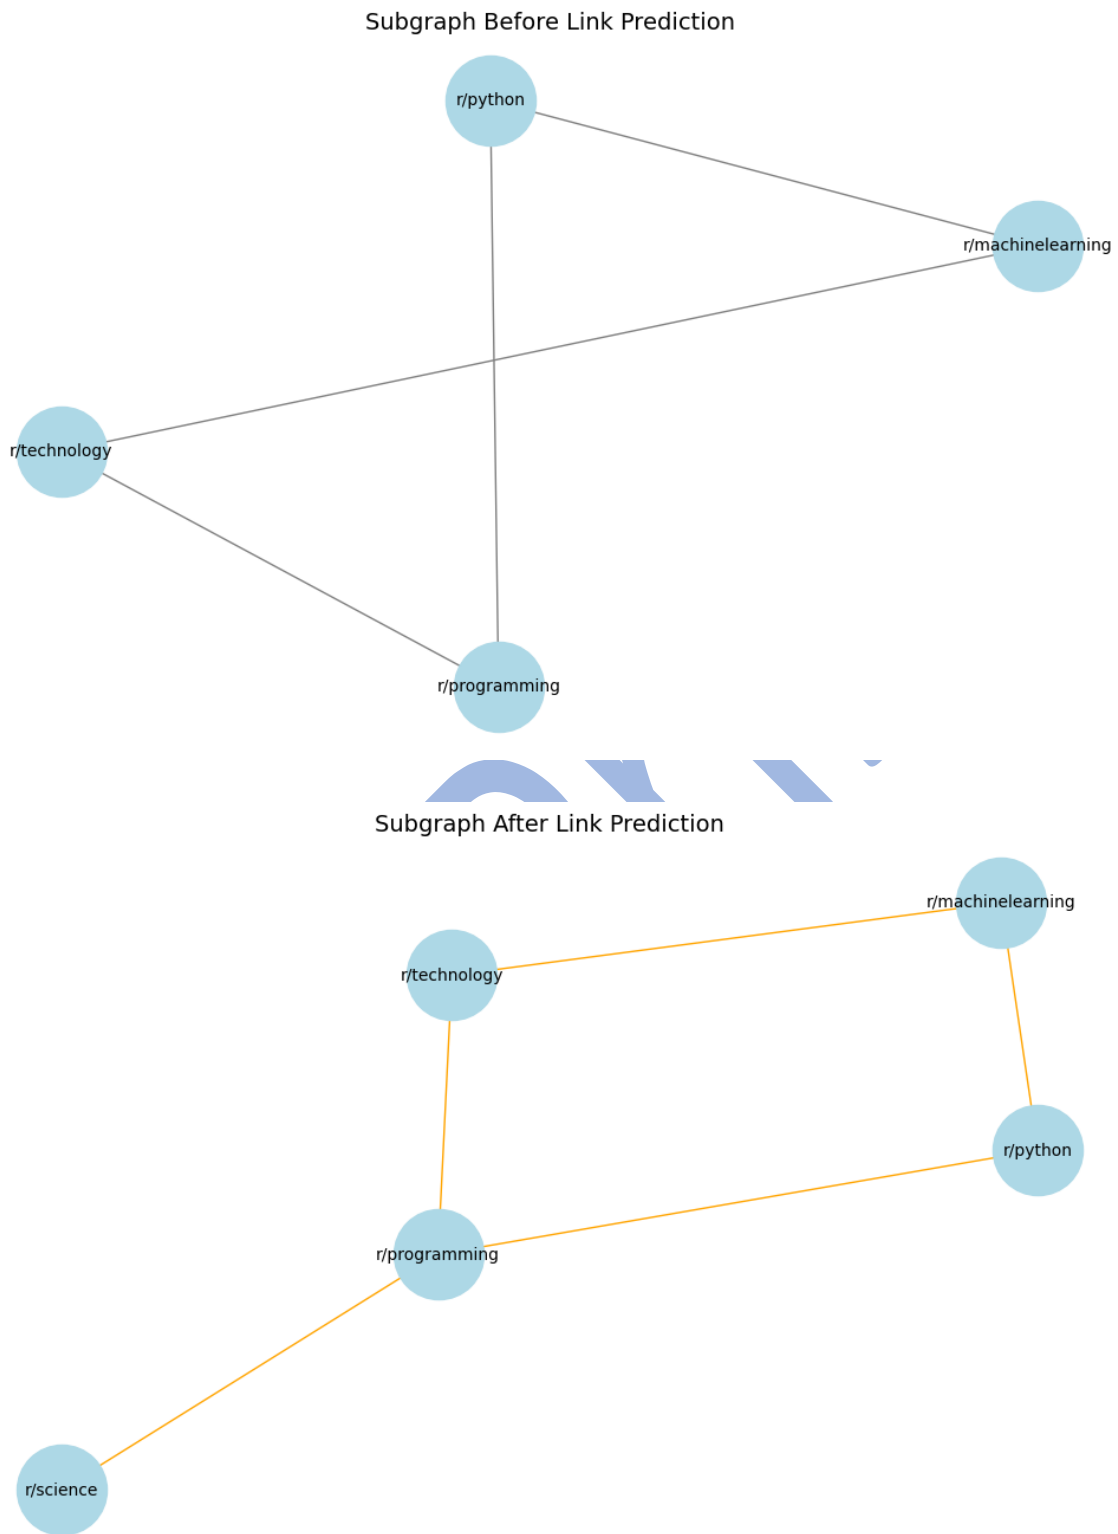 Subgraph Before Link Prediction
r/python
r/machinelearning
r/technology
r/programming
Subgraph After Link Prediction
r/machinelearning
r/technology
r/python
r/programming
r/science